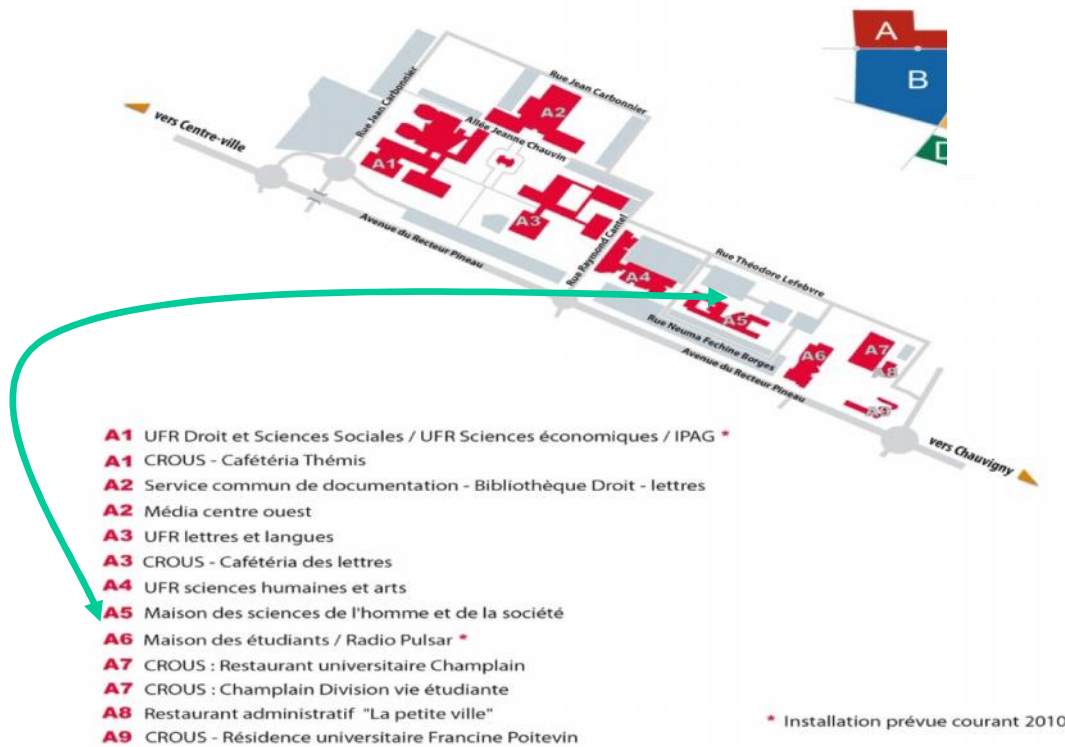 A
B
D
Rue Jean Carbonnier
Rue Jean Carbonnier
vers Centre-ville
A2
Allée Jeanne Chauvin
A1
A3
Avenue du Recteur Pineau
Rue Raymond Cantel
Rue Théodore Lefebvre
A4
A5
Rue Neuma Fechine Borges
A6
A7
A8
Avenue du Recteur Pineau
A9
vers Chauvigny
A1 UFR Droit et Sciences Sociales / UFR Sciences économiques / IPAG *
A1 CROUS - Cafétéria Thémis
A2 Service commun de documentation - Bibliothèque Droit - lettres
A2 Média centre ouest
A3 UFR lettres et langues
A3 CROUS - Cafétéria des lettres
A4 UFR sciences humaines et arts
A5 Maison des sciences de l'homme et de la société
A6 Maison des étudiants / Radio Pulsar *
A7 CROUS : Restaurant universitaire Champlain
A7 CROUS : Champlain Division vie étudiante
A8 Restaurant administratif "La petite ville"
A9 CROUS - Résidence universitaire Francine Poitevin
* Installation prévue courant 2010